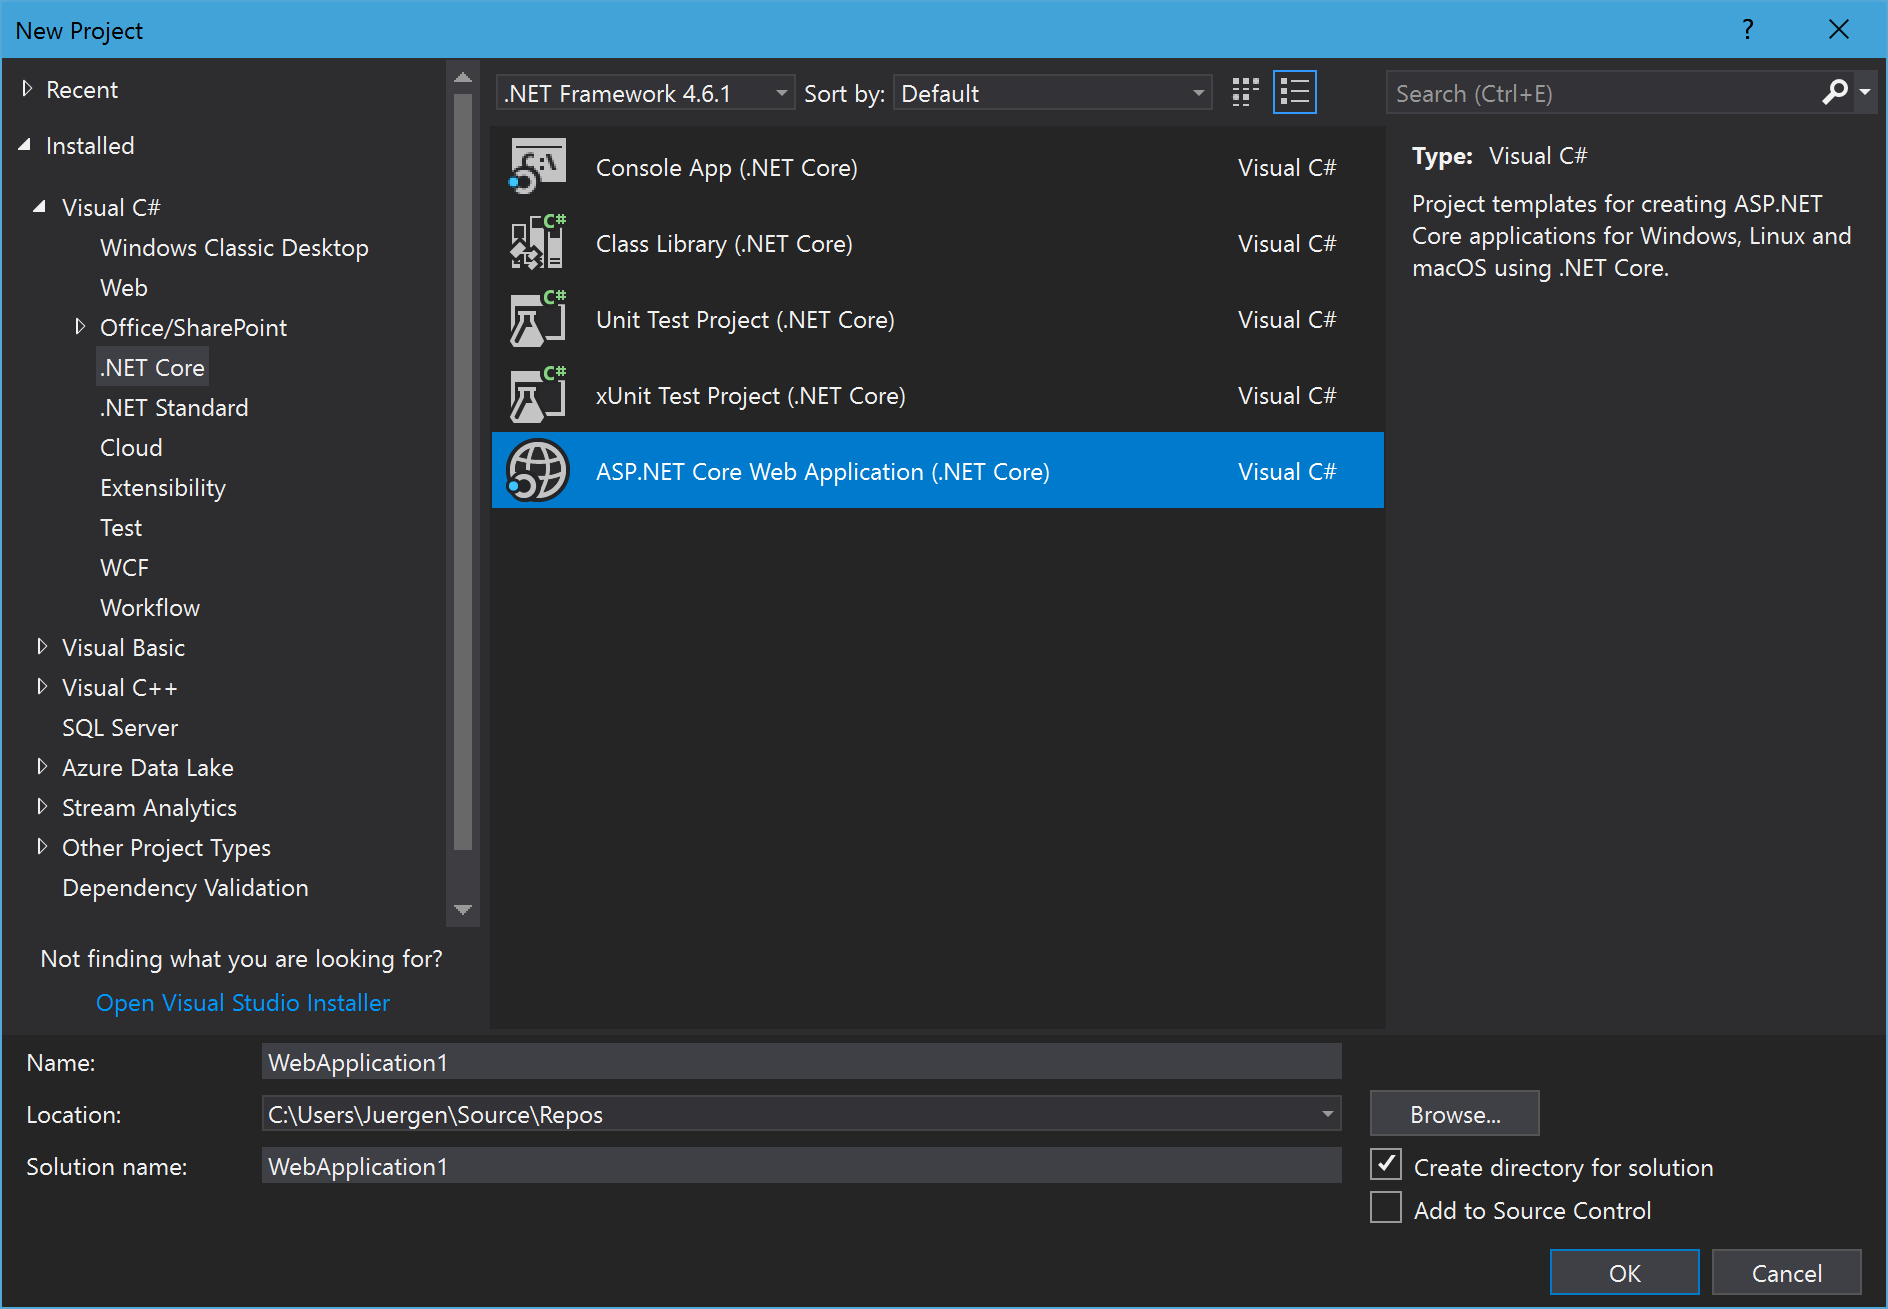 New Project
?
Recent
Installed
Visual C#
Windows Classic Desktop
Web
Office/SharePoint
.NET Core
.NET Standard
Cloud
Extensibility
Test
WCF
Workflow
Visual Basic
Visual C++
SQL Server
Azure Data Lake
Stream Analytics
Other Project Types
Dependency Validation
Not finding what you are looking for?
Open Visual Studio Installer
.NET Framework 4.6.1
Sort by: Default
C:\
Console App (.NET Core) Visual C#
C#
Class Library (.NET Core) Visual C#
C#
Unit Test Project (.NET Core) Visual C#
C#
xUnit Test Project (.NET Core) Visual C#
ASP.NET Core Web Application (.NET Core) Visual C#
Search (Ctrl+E)
Type: Visual C#
Project templates for creating ASP.NET
Core applications for Windows, Linux and
macOS using .NET Core.
Name: WebApplication1
Location: C:\Users\Juergen\Source\Repos
Browse...
Solution name: WebApplication1
Create directory for solution
Add to Source Control
OK
Cancel